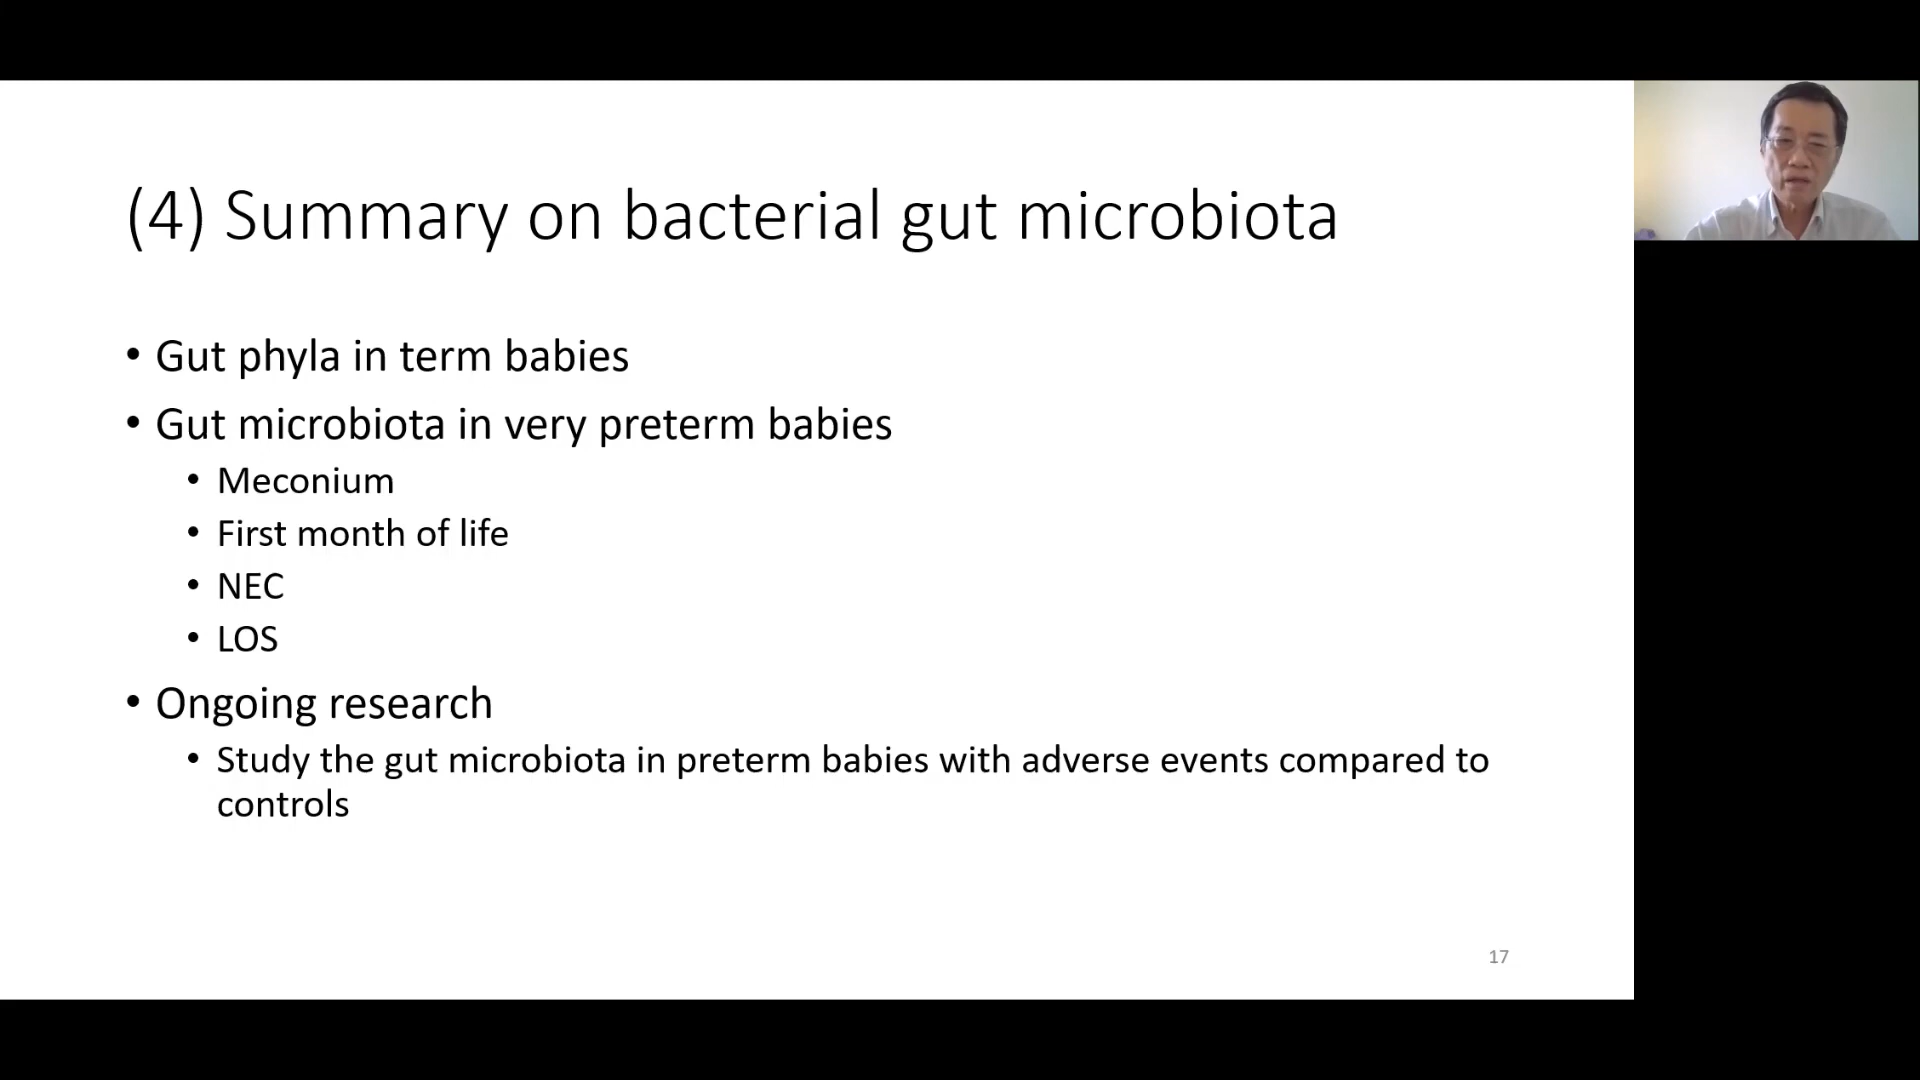 (4) Summary on bacterial gut microbiota
• Gut phyla in term babies
• Gut microbiota in very preterm babies
• Meconium
• First month of life
• NEC
• LOS
• Ongoing research
• Study the gut microbiota in preterm babies with adverse events compared to
controls
17